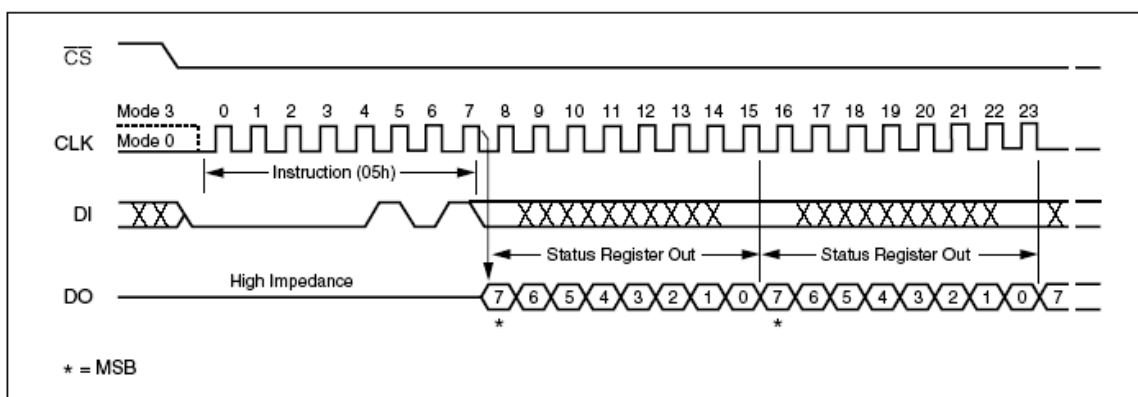 CS
Mode 3 0 1 2 3 4 5 6 7 8 9 10 11 12 13 14 15 16 17 18 19 20 21 22 23
CLK Mode 0
Instruction (05h)
DI
Status Register Out Status Register Out
High Impedance
DO 7 6 5 4 3 2 1 0 7 6 5 4 3 2 1 0 7
* *
* = MSB